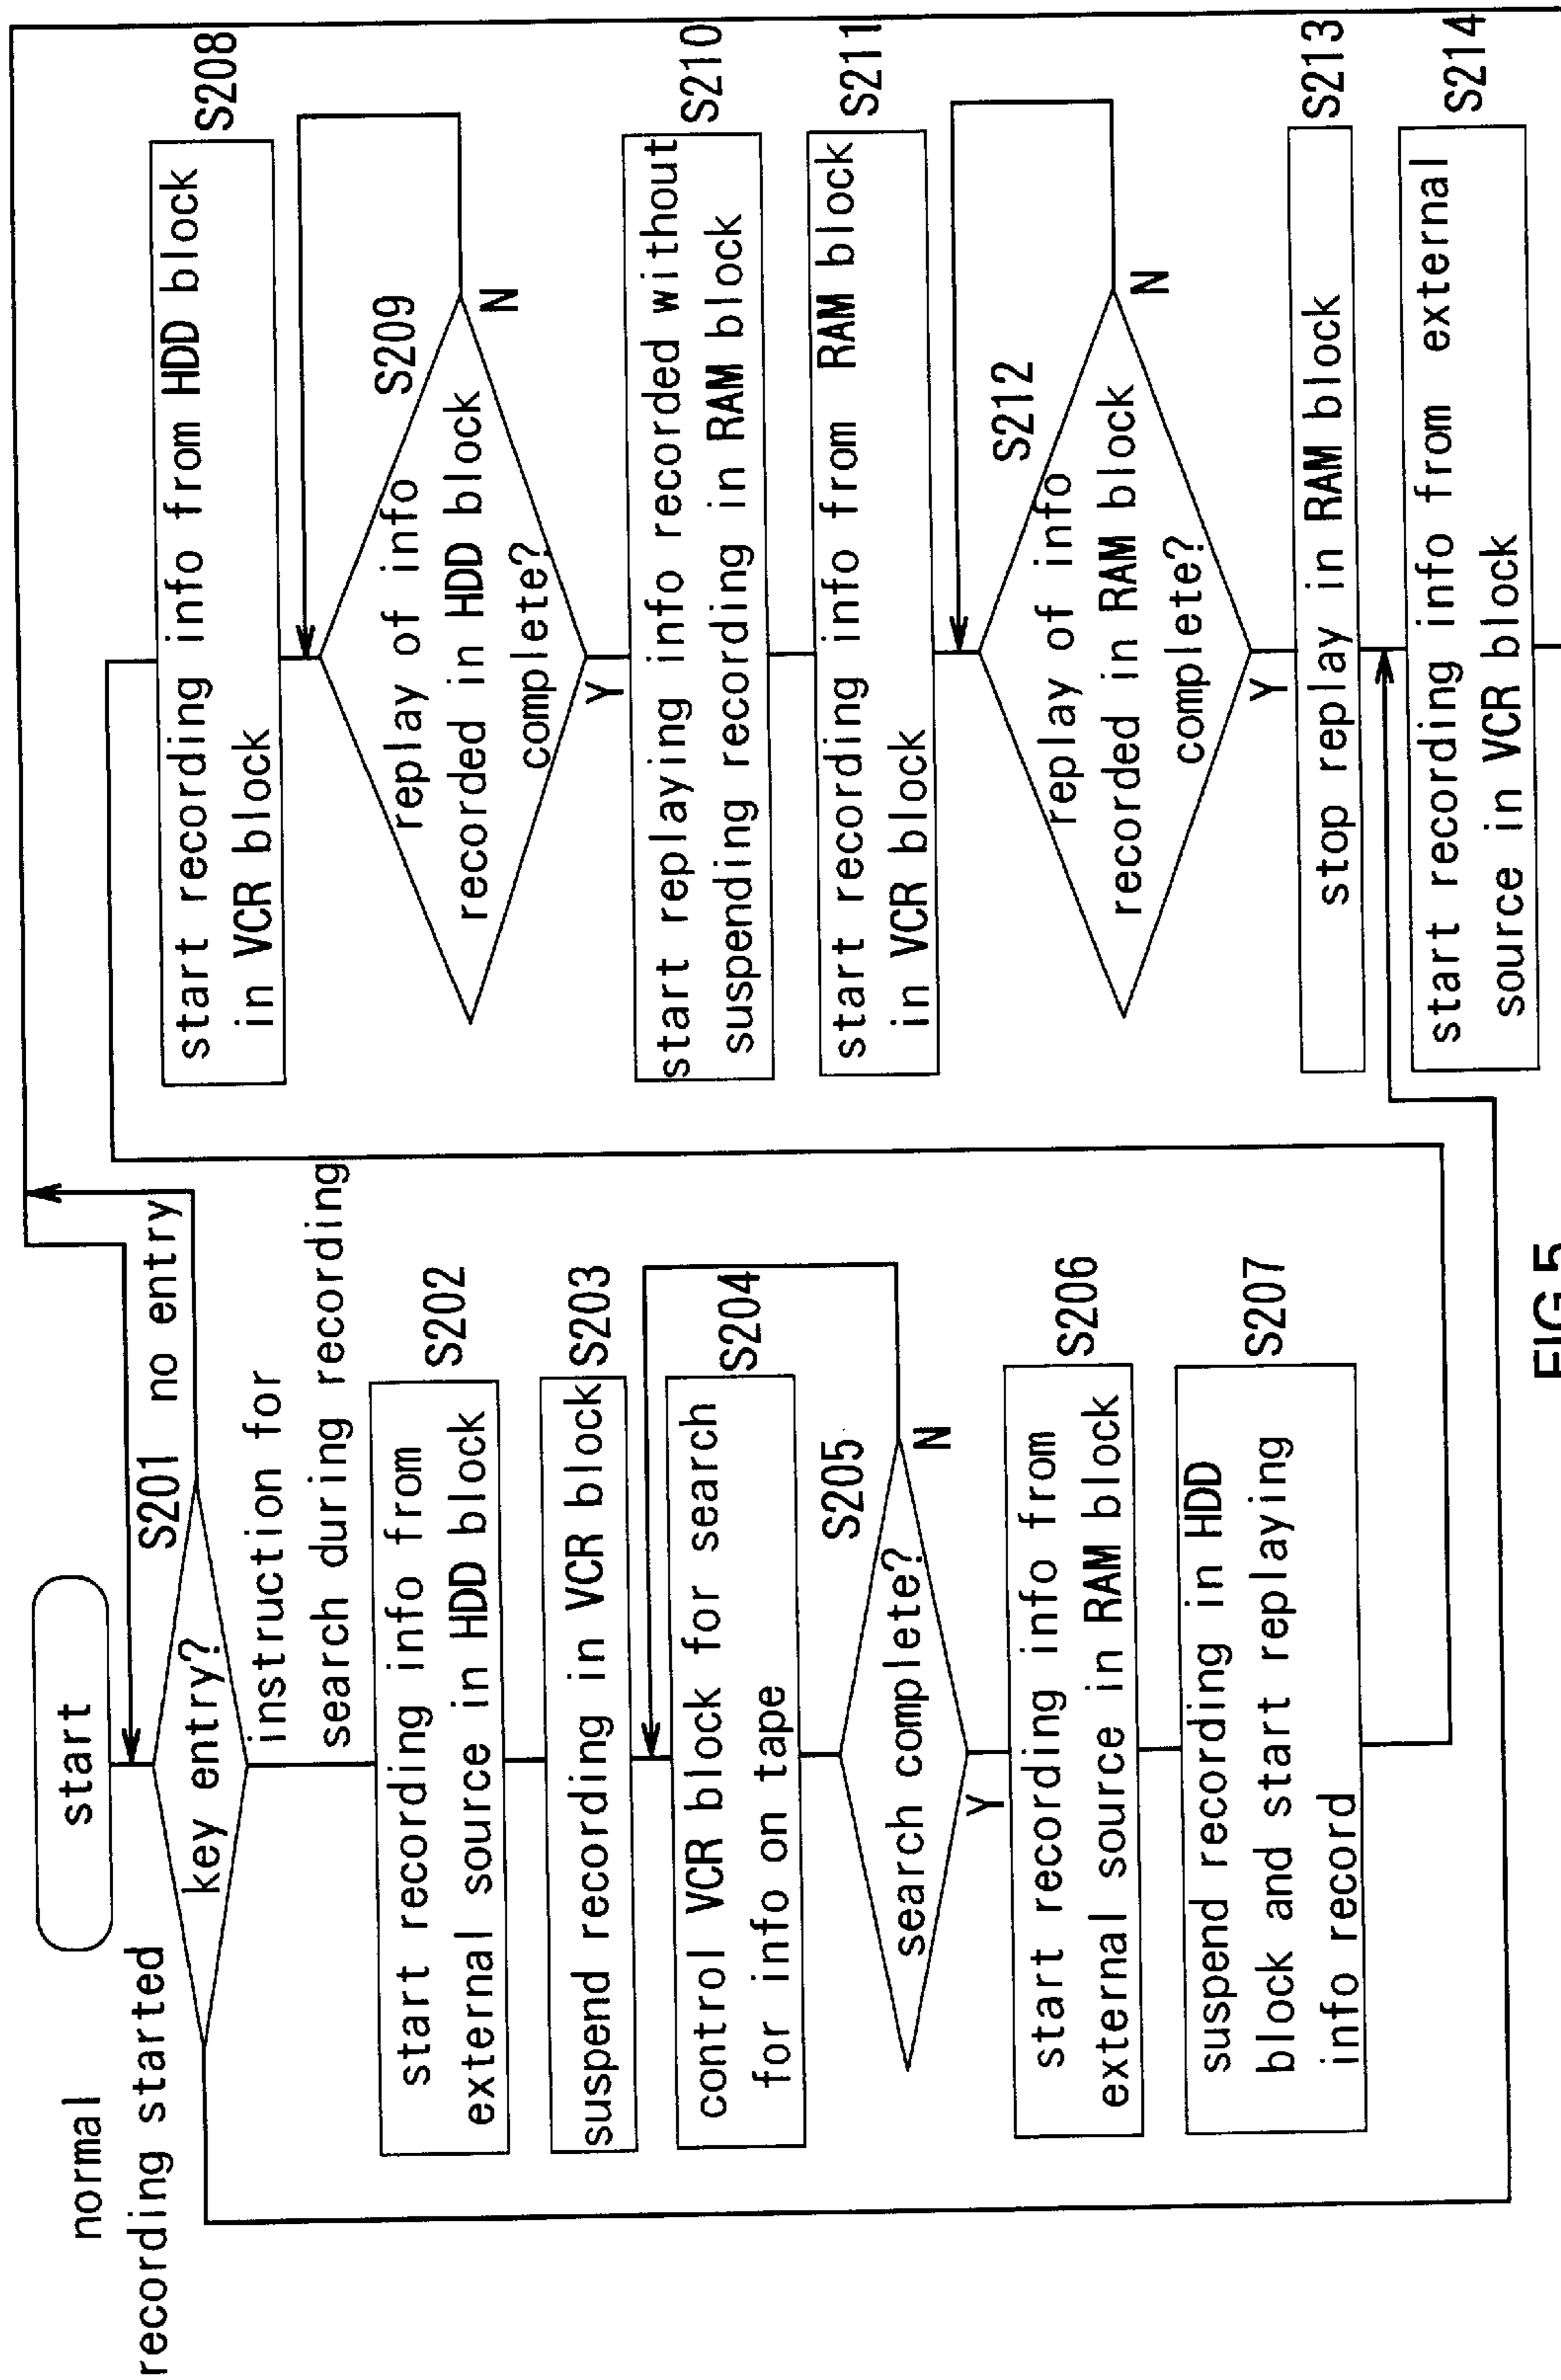 start
normal
recording started
key entry?
S201
no entry
instruction for
search during recording
start recording info from
external source in HDD block
S202
suspend recording in VCR block
S203
control VCR block for search
for info on tape
S204
search complete?
S205
N
Y
start recording info from
external source in RAM block
S206
suspend recording in HDD
block and start replaying
info record
S207
start recording info from HDD block
in VCR block
S208
replay of info
recorded in HDD block
complete?
S209
N
Y
start replaying info recorded without
suspending recording in RAM block
S210
start recording info from RAM block
in VCR block
S211
replay of info
recorded in RAM block
complete?
S212
N
Y
stop replay in RAM block
S213
start recording info from external
source in VCR block
S214
FIG.5